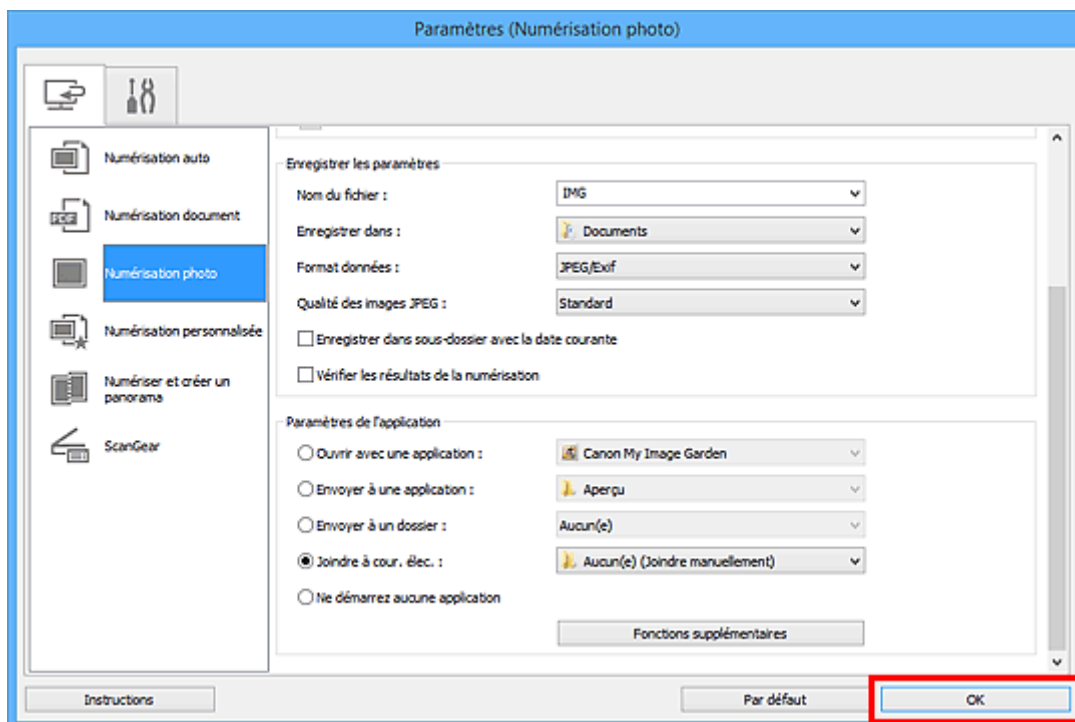 Paramètres (Numérisation photo)
Numérisation auto
PDF
Numérisation document
Numérisation photo
Numérisation personnalisée
Numériser et créer un
panorama
ScanGear
Enregistrer les paramètres
Nom du fichier : IMG
Enregistrer dans : Documents
Format données : JPEG/Exif
Qualité des images JPEG : Standard
Enregistrer dans sous-dossier avec la date courante
Vérifier les résultats de la numérisation
Paramètres de l'application
Ouvrir avec une application : Canon My Image Garden
Envoyer à une application : Aperçu
Envoyer à un dossier : Aucun(e)
Joindre à cour. élec. : Aucun(e) (Joindre manuellement)
Ne démarrez aucune application
Fonctions supplémentaires
Instructions
Par défaut
OK